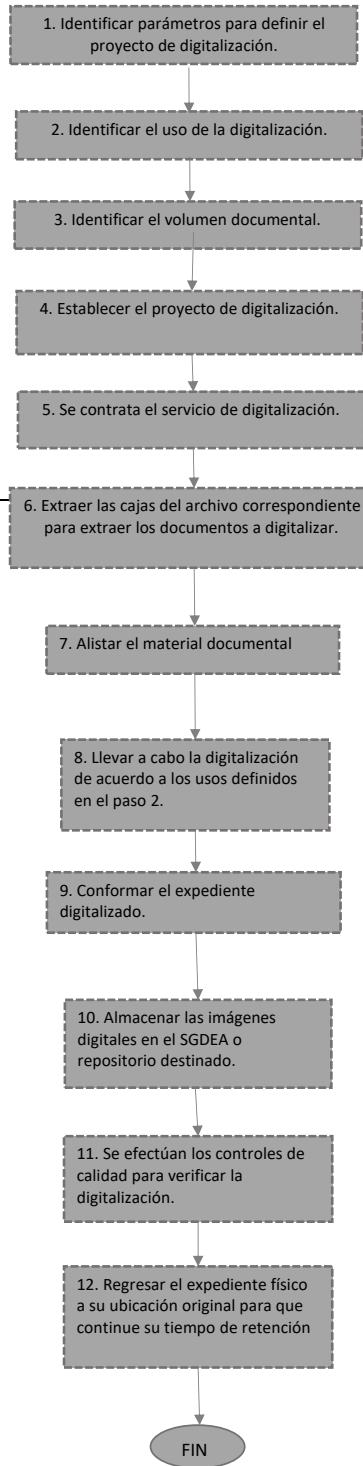 1. Identificar parámetros para definir el
proyecto de digitalización.
2. Identificar el uso de la digitalización.
3. Identificar el volumen documental.
4. Establecer el proyecto de digitalización.
5. Se contrata el servicio de digitalización.
6. Extraer las cajas del archivo correspondiente
para extraer los documentos a digitalizar.
7. Alistar el material documental
8. Llevar a cabo la digitalización
de acuerdo a los usos definidos
en el paso 2.
9. Conformar el expediente
digitalizado.
10. Almacenar las imágenes
digitales en el SGDEA o
repositorio destinado.
11. Se efectúan los controles de
calidad para verificar la
digitalización.
12. Regresar el expediente físico
a su ubicación original para que
continue su tiempo de retención
FIN